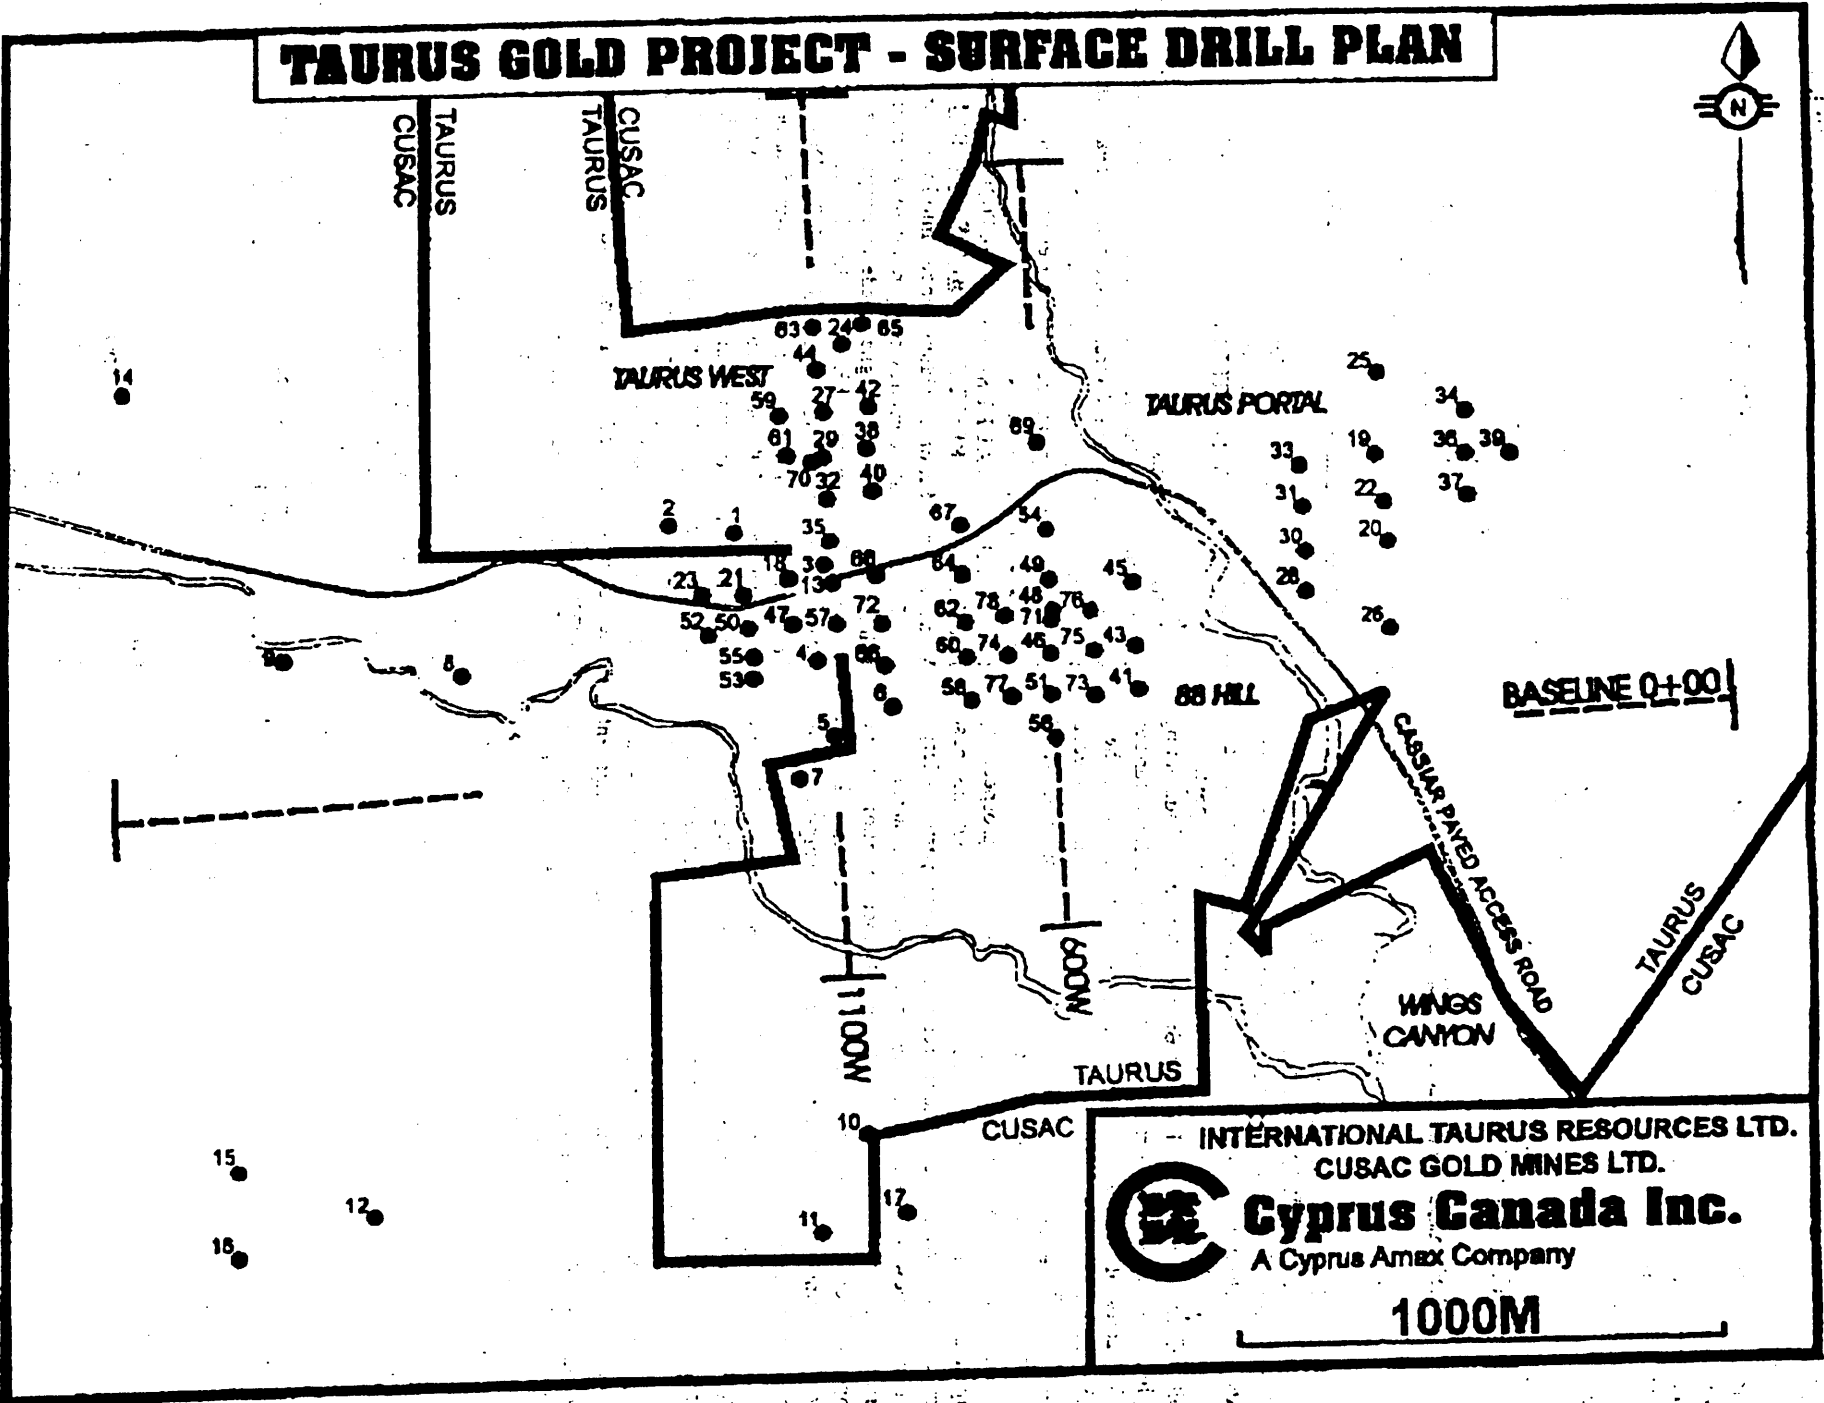 TAURUS GOLD PROJECT - SURFACE DRILL PLAN
N
CUSAC
TAURUS
TAURUS
CUSAC
63 24 65
44
TAURUS WEST
14
25
59 27 42
TAURUS PORTAL
34
61 29 38
69
33 19 36 39
70 32 40
31 22 37
2 1 35
67 54
30 20
18 3 68
64 49 45
28
23 21 13
26
52 50 47 57 72
62 78 48 76
71
55 4 66
60 74 46 75 43
9 8
53 6
58 77 51 73 41
88 HILL
BASELINE 0+00
5
56
7
CASSIAR PAVED ACCESS ROAD
TAURUS
CUSAC
600W
1100W
WINGS
CANYON
TAURUS
CUSAC
10
15
12
16
11
17
INTERNATIONAL TAURUS RESOURCES LTD.
CUSAC GOLD MINES LTD.
Cyprus Canada Inc.
A Cyprus Amax Company
1000M